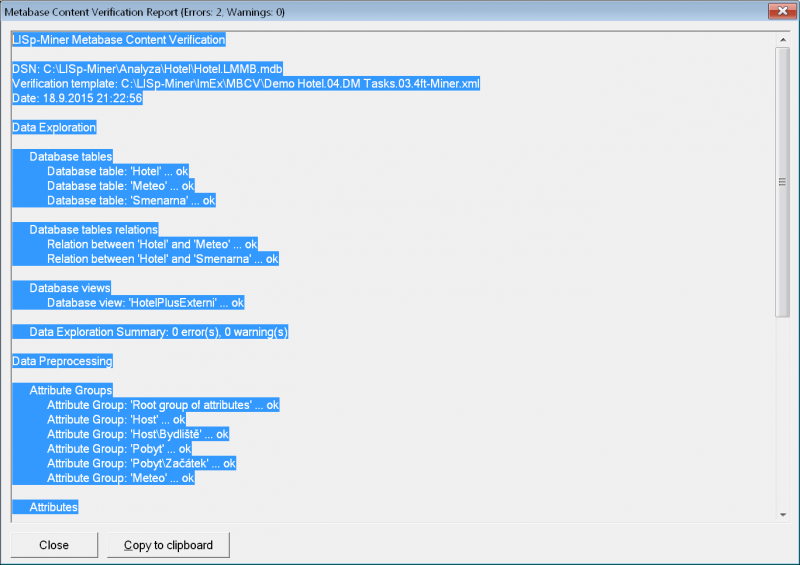 Metabase Content Verification Report (Errors: 2, Warnings: 0)
LISp-Miner Metabase Content Verification
DSN: C:\LISp-Miner\Analyza\Hotel\Hotel.LMMB.mdb
Verification template: C:\LISp-Miner\ImEx\MBCV\Demo Hotel.04.DM Tasks.03.4ft-Miner.xml
Date: 18.9.2015 21:22:56
Data Exploration
Database tables
Database table: 'Hotel' ... ok
Database table: 'Meteo' ... ok
Database table: 'Smenarna' ... ok
Database tables relations
Relation between 'Hotel' and 'Meteo' ... ok
Relation between 'Hotel' and 'Smenarna' ... ok
Database views
Database view: 'HotelPlusExterni' ... ok
Data Exploration Summary: 0 error(s), 0 warning(s)
Data Preprocessing
Attribute Groups
Attribute Group: 'Root group of attributes' ... ok
Attribute Group: 'Host' ... ok
Attribute Group: 'Host\Bydliště' ... ok
Attribute Group: 'Pobyt' ... ok
Attribute Group: 'Pobyt\Začátek' ... ok
Attribute Group: 'Meteo' ... ok
Attributes
Close
Copy to clipboard